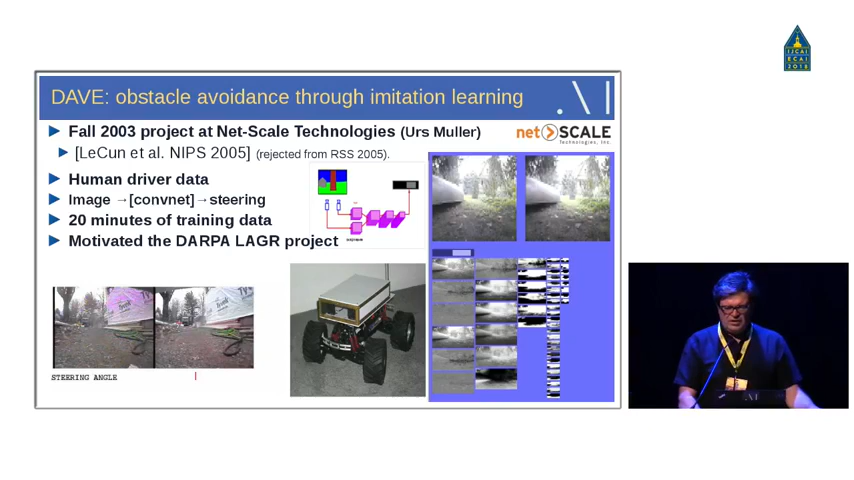 IJCAI
ECAI
2018
DAVE: obstacle avoidance through imitation learning
Fall 2003 project at Net-Scale Technologies (Urs Muller)
[LeCun et al. NIPS 2005] (rejected from RSS 2005).
Human driver data
Image →[convnet]→steering
20 minutes of training data
Motivated the DARPA LAGR project
net SCALE
Technologies, Inc.
STEERING ANGLE